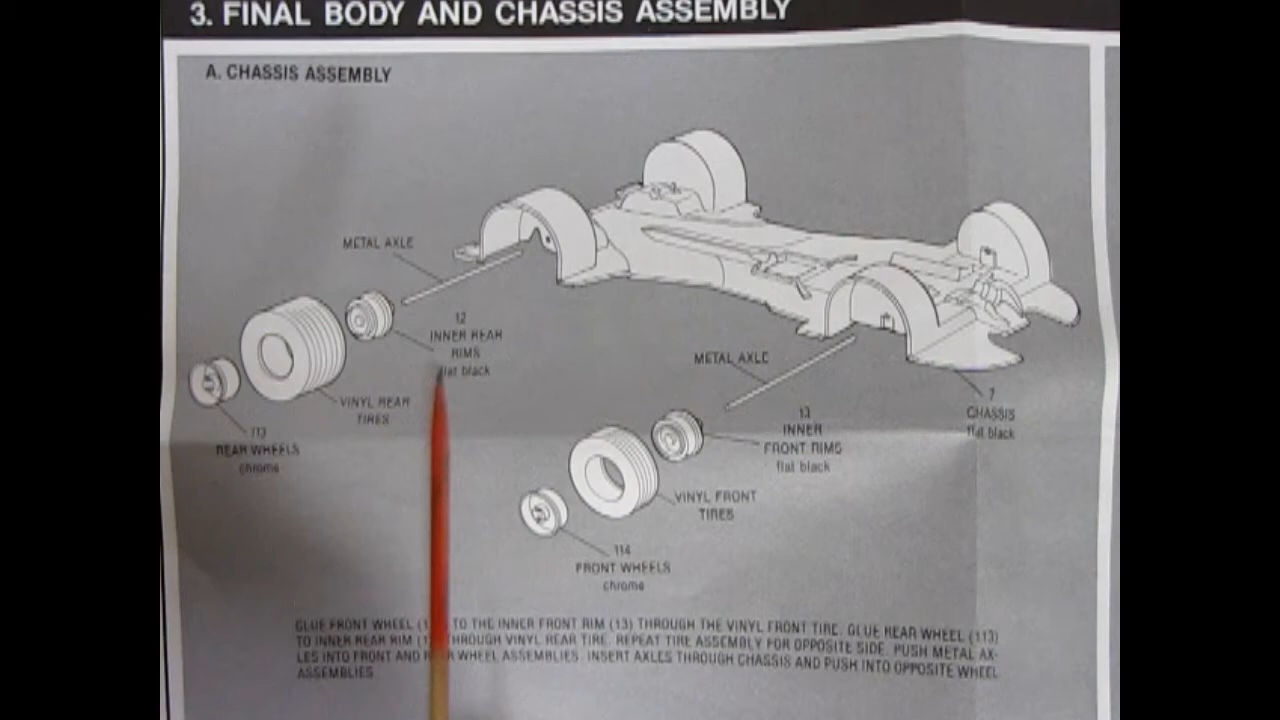 3. FINAL BODY AND CHASSIS ASSEMBLY
A. CHASSIS ASSEMBLY
METAL AXLE
12
INNER REAR
RIMS
flat black
VINYL REAR
TIRES
113
REAR WHEELS
chrome
METAL AXLE
13
INNER
FRONT RIMS
flat black
7
CHASSIS
flat black
VINYL FRONT
TIRES
114
FRONT WHEELS
chrome
GLUE FRONT WHEEL (1 TO THE INNER FRONT RIM (13) THROUGH THE VINYL FRONT TIRE. GLUE REAR WHEEL (113)
TO INNER REAR RIM (1 THROUGH VINYL REAR TIRE. REPEAT TIRE ASSEMBLY FOR OPPOSITE SIDE. PUSH METAL AX-
LES INTO FRONT AND R R WHEEL ASSEMBLIES. INSERT AXLES THROUGH CHASSIS AND PUSH INTO OPPOSITE WHEEL
ASSEMBLIES.